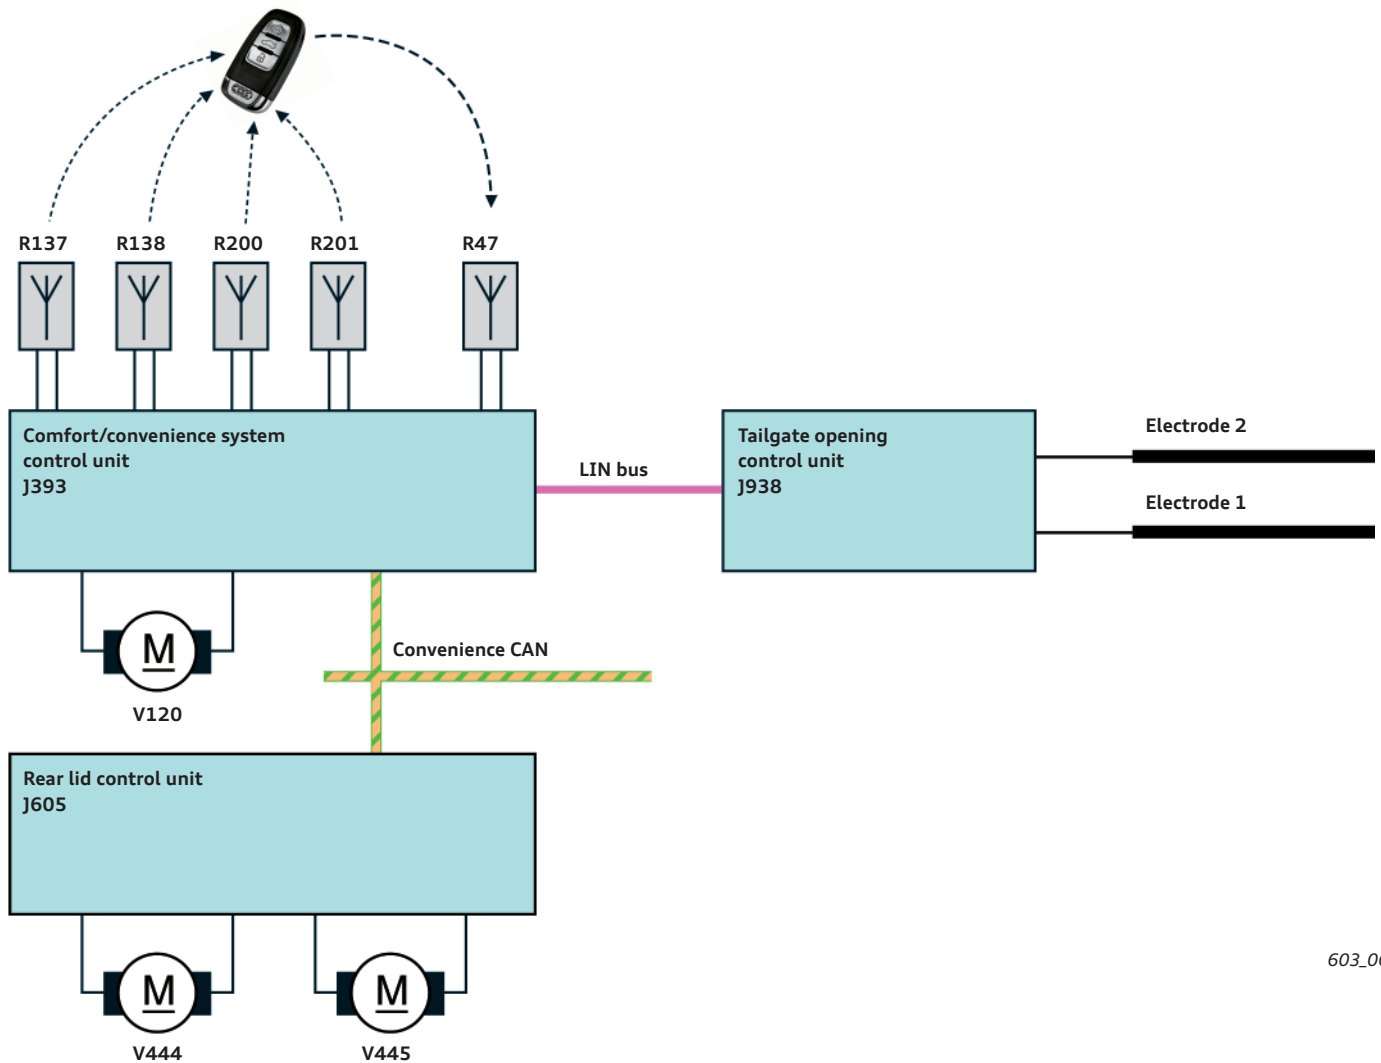 R137
R138
R200
R201
R47
Comfort/convenience system
control unit
J393
LIN bus
Tailgate opening
control unit
J938
Electrode 2
Electrode 1
M
V120
Convenience CAN
Rear lid control unit
J605
M
M
V444
V445